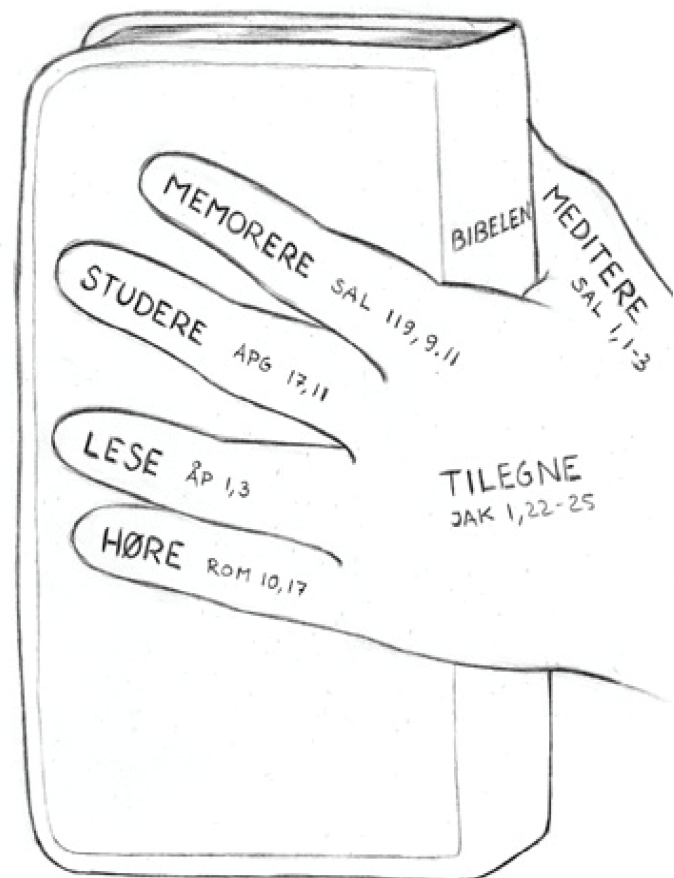 MEMORERE SAL 119, 9.11
BIBELEN
MEDITERE
SAL 1, 1-3
STUDERE APG 17,11
LESE ÅP 1,3
TILEGNE
JAK 1,22-25
HØRE ROM 10,17